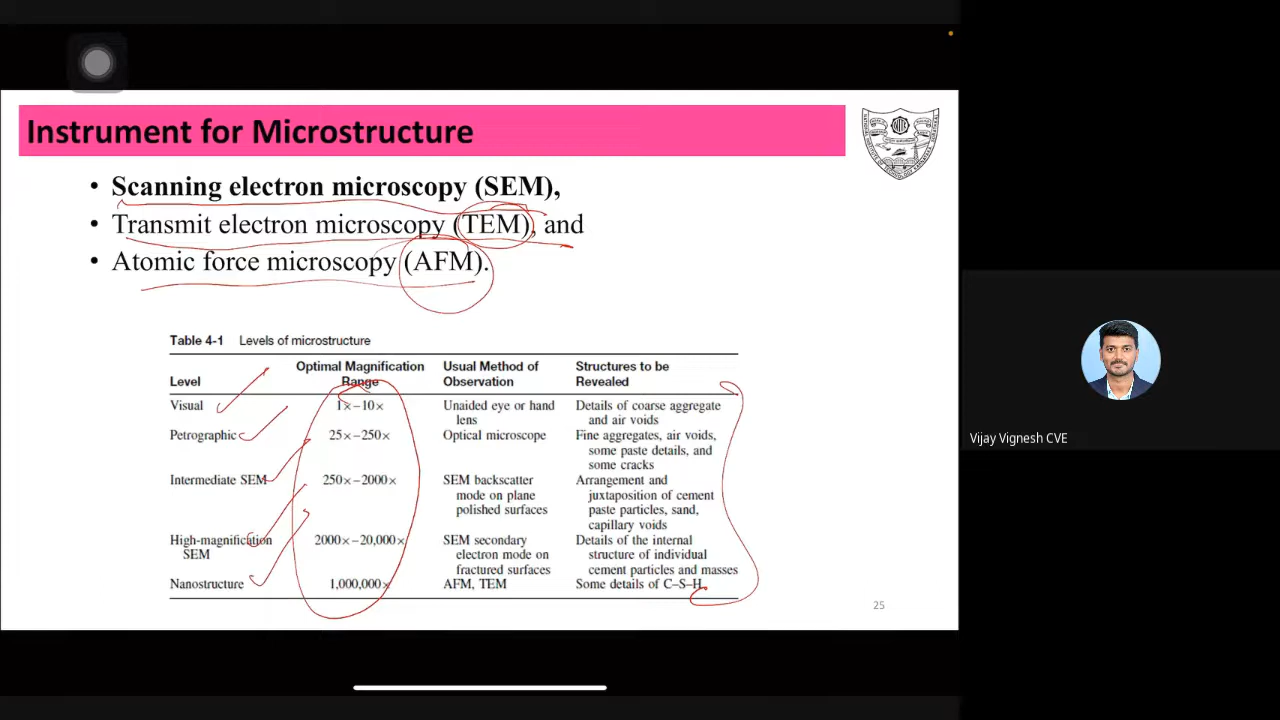 Instrument for Microstructure
• Scanning electron microscopy (SEM),
• Transmit electron microscopy (TEM), and
• Atomic force microscopy (AFM).
Table 4-1 Levels of microstructure
Level Optimal Magnification Range Usual Method of Observation Structures to be Revealed
Visual 1×–10× Unaided eye or hand lens Details of coarse aggregate and air voids
Petrographic 25×–250× Optical microscope Fine aggregates, air voids, some paste details, and some cracks
Intermediate SEM 250×–2000× SEM backscatter mode on plane polished surfaces Arrangement and juxtaposition of cement paste particles, sand, capillary voids
High-magnification SEM 2000×–20,000× SEM secondary electron mode on fractured surfaces Details of the internal structure of individual cement particles and masses
Nanostructure 1,000,000× AFM, TEM Some details of C–S–H.
25
Vijay Vignesh CVE